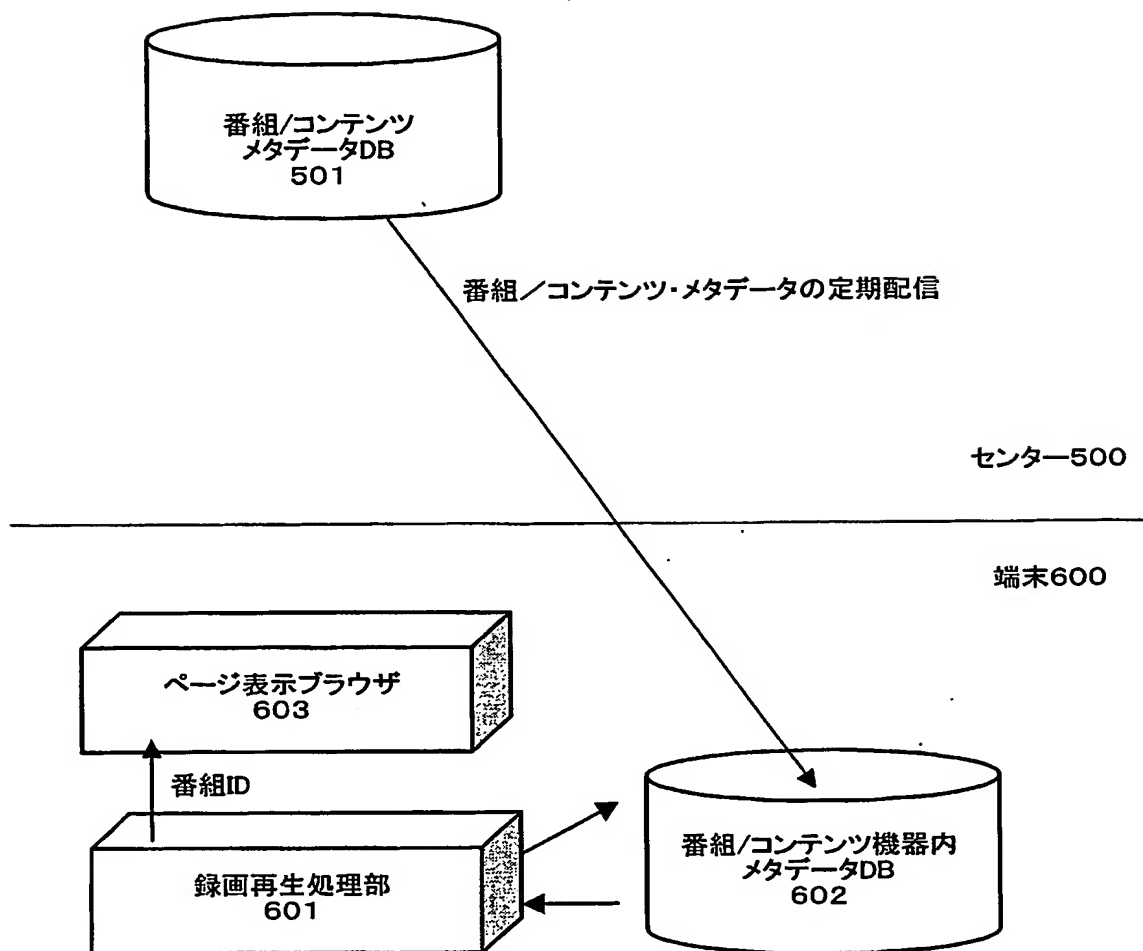 番組/コンテンツ
メタデータDB
501
番組／コンテンツ・メタデータの定期配信
センター500
端末600
ページ表示ブラウザ
603
番組ID
録画再生処理部
601
番組/コンテンツ機器内
メタデータDB
602